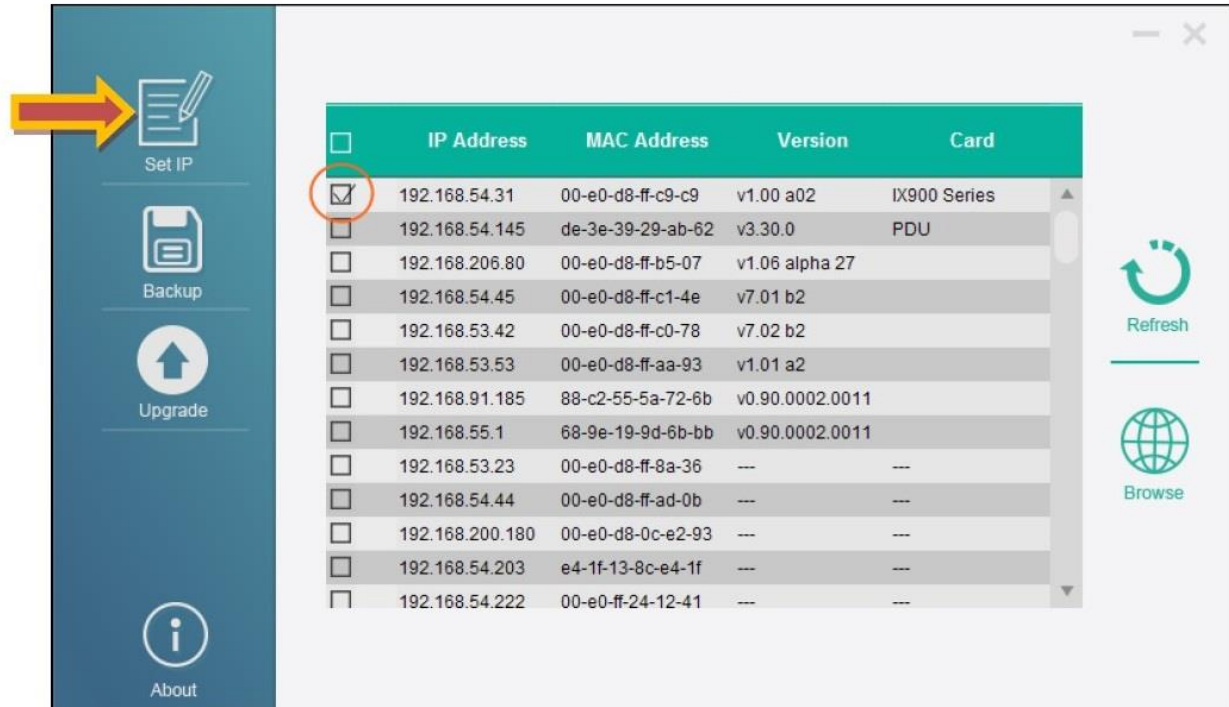 Set IP
Backup
Upgrade
About
IP Address MAC Address Version Card
192.168.54.31 00-e0-d8-ff-c9-c9 v1.00 a02 IX900 Series
192.168.54.145 de-3e-39-29-ab-62 v3.30.0 PDU
192.168.206.80 00-e0-d8-ff-b5-07 v1.06 alpha 27
192.168.54.45 00-e0-d8-ff-c1-4e v7.01 b2
192.168.53.42 00-e0-d8-ff-c0-78 v7.02 b2
192.168.53.53 00-e0-d8-ff-aa-93 v1.01 a2
192.168.91.185 88-c2-55-5a-72-6b v0.90.0002.0011
192.168.55.1 68-9e-19-9d-6b-bb v0.90.0002.0011
192.168.53.23 00-e0-d8-ff-8a-36 --- ---
192.168.54.44 00-e0-d8-ff-ad-0b --- ---
192.168.200.180 00-e0-d8-0c-e2-93 --- ---
192.168.54.203 e4-1f-13-8c-e4-1f --- ---
192.168.54.222 00-e0-ff-24-12-41 --- ---
Refresh
Browse